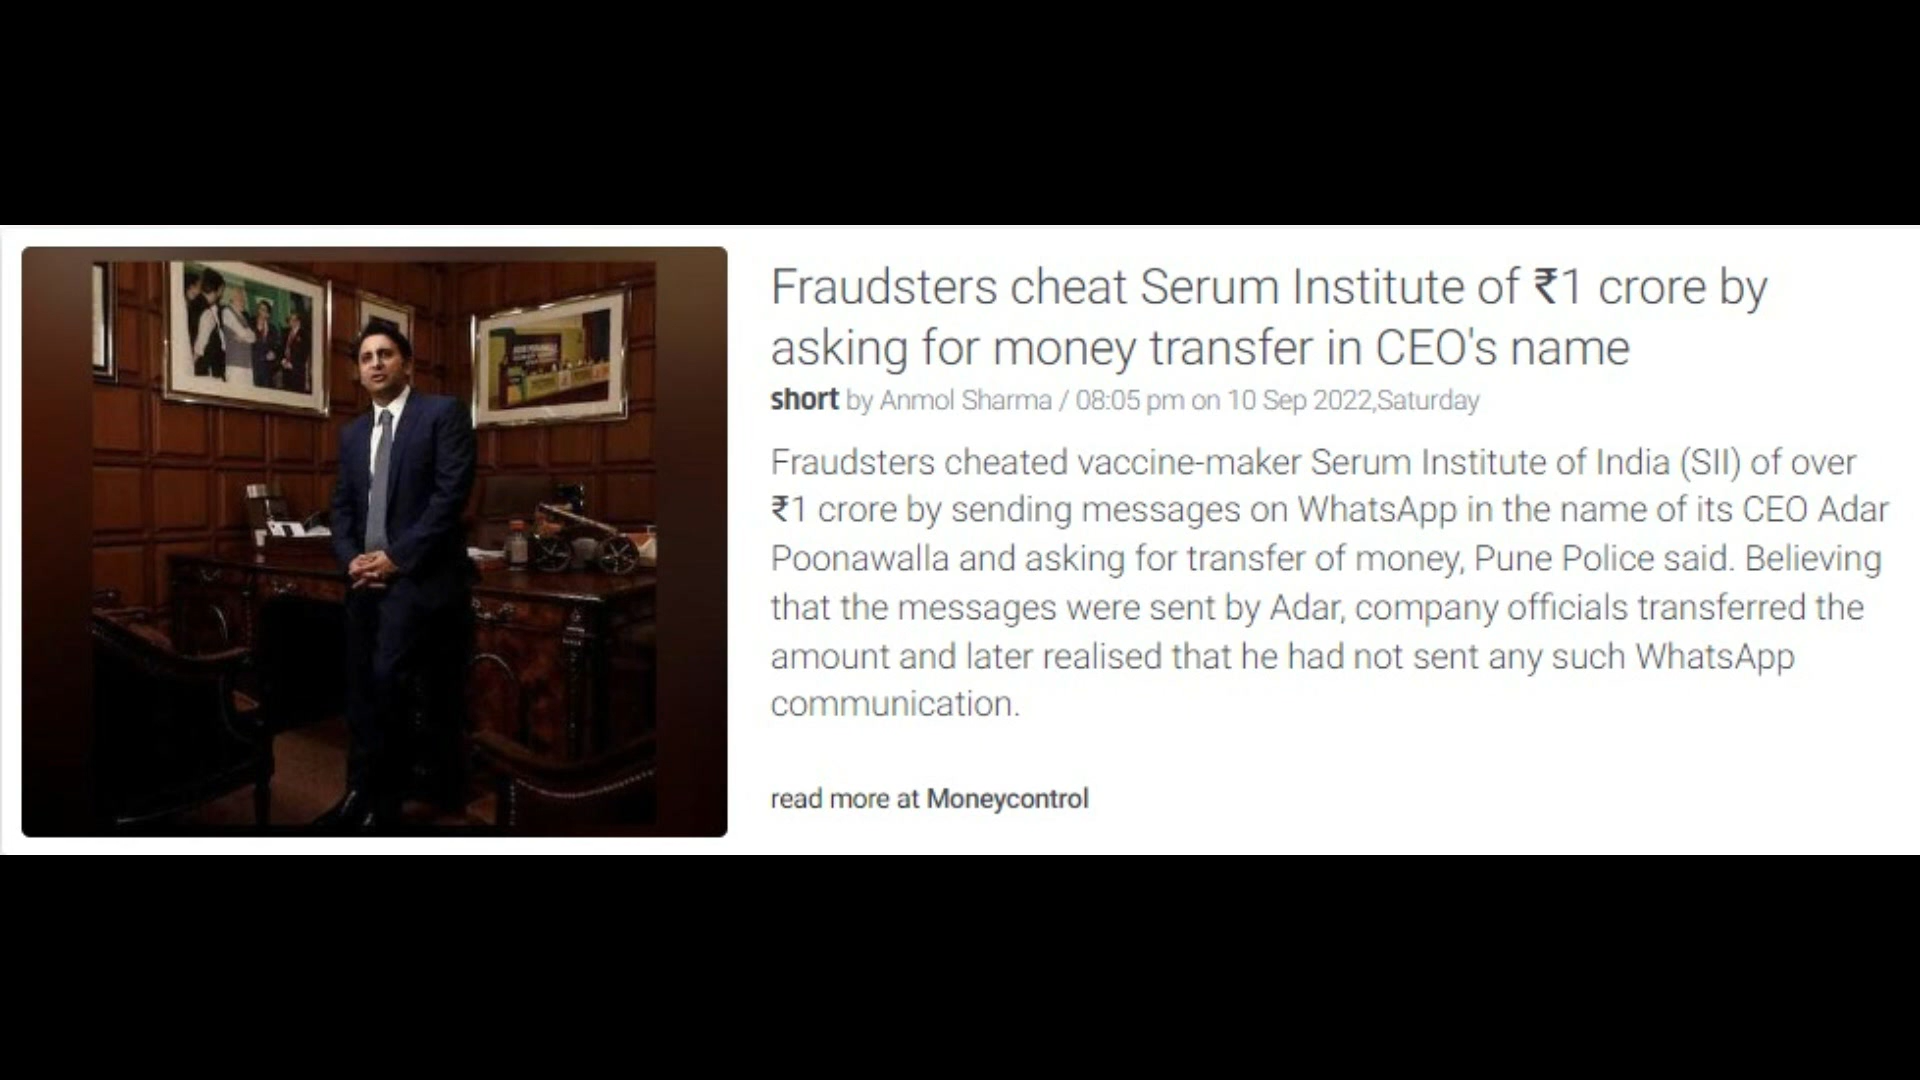 Fraudsters cheat Serum Institute of ₹1 crore by
asking for money transfer in CEO's name
short by Anmol Sharma / 08:05 pm on 10 Sep 2022,Saturday
Fraudsters cheated vaccine-maker Serum Institute of India (SII) of over
₹1 crore by sending messages on WhatsApp in the name of its CEO Adar
Poonawalla and asking for transfer of money, Pune Police said. Believing
that the messages were sent by Adar, company officials transferred the
amount and later realised that he had not sent any such WhatsApp
communication.
read more at Moneycontrol